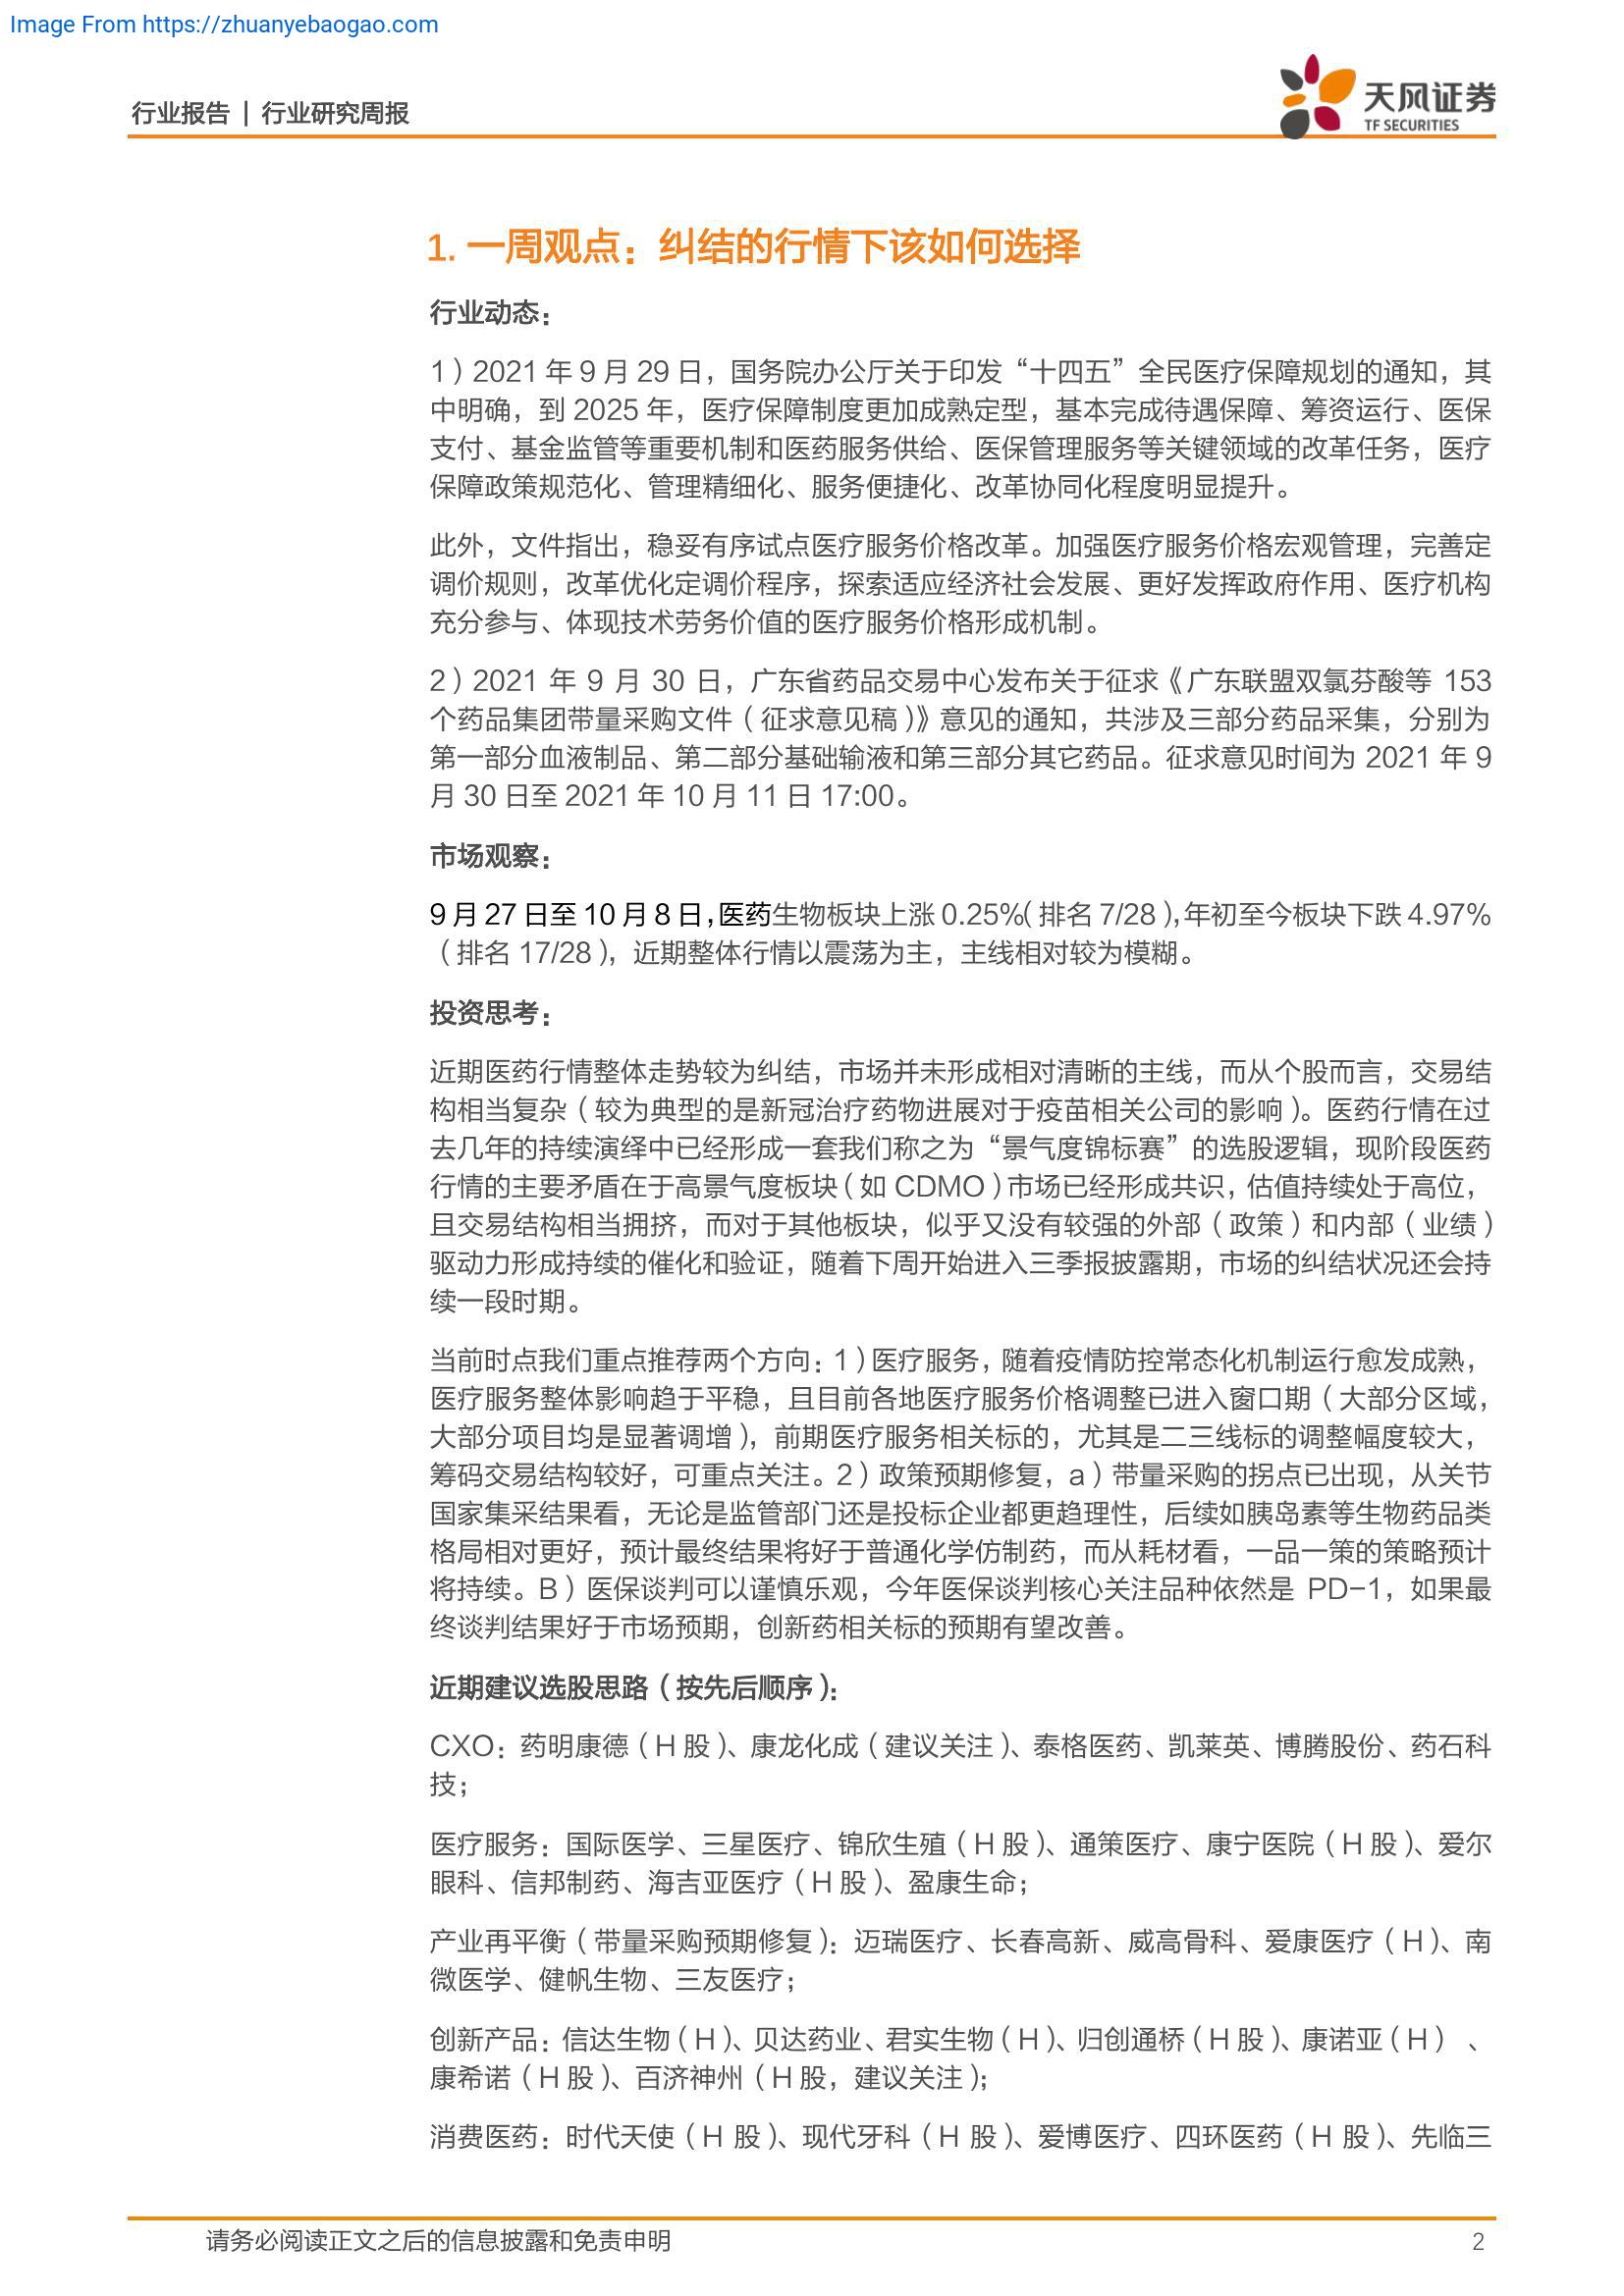 Image From https://zhuanyebaogao.com
行业报告 | 行业研究周报
天风证券
TF SECURITIES
1. 一周观点：纠结的行情下该如何选择
行业动态：
1）2021 年 9 月 29 日，国务院办公厅关于印发“十四五”全民医疗保障规划的通知，其
中明确，到 2025 年，医疗保障制度更加成熟定型，基本完成待遇保障、筹资运行、医保
支付、基金监管等重要机制和医药服务供给、医保管理服务等关键领域的改革任务，医疗
保障政策规范化、管理精细化、服务便捷化、改革协同化程度明显提升。
此外，文件指出，稳妥有序试点医疗服务价格改革。加强医疗服务价格宏观管理，完善定
调价规则，改革优化定调价程序，探索适应经济社会发展、更好发挥政府作用、医疗机构
充分参与、体现技术劳务价值的医疗服务价格形成机制。
2）2021 年 9 月 30 日，广东省药品交易中心发布关于征求《广东联盟双氯芬酸等 153
个药品集团带量采购文件（征求意见稿）》意见的通知，共涉及三部分药品采集，分别为
第一部分血液制品、第二部分基础输液和第三部分其它药品。征求意见时间为 2021 年 9
月 30 日至 2021 年 10 月 11 日 17:00。
市场观察：
9 月 27 日至 10 月 8 日，医药生物板块上涨 0.25%（排名 7/28），年初至今板块下跌 4.97%
（排名 17/28），近期整体行情以震荡为主，主线相对较为模糊。
投资思考：
近期医药行情整体走势较为纠结，市场并未形成相对清晰的主线，而从个股而言，交易结
构相当复杂（较为典型的是新冠治疗药物进展对于疫苗相关公司的影响）。医药行情在过
去几年的持续演绎中已经形成一套我们称之为“景气度锦标赛”的选股逻辑，现阶段医药
行情的主要矛盾在于高景气度板块（如 CDMO）市场已经形成共识，估值持续处于高位，
且交易结构相当拥挤，而对于其他板块，似乎又没有较强的外部（政策）和内部（业绩）
驱动力形成持续的催化和验证，随着下周开始进入三季报披露期，市场的纠结状况还会持
续一段时期。
当前时点我们重点推荐两个方向：1）医疗服务，随着疫情防控常态化机制运行愈发成熟，
医疗服务整体影响趋于平稳，且目前各地医疗服务价格调整已进入窗口期（大部分区域，
大部分项目均是显著调增），前期医疗服务相关标的，尤其是二三线标的调整幅度较大，
筹码交易结构较好，可重点关注。2）政策预期修复，a）带量采购的拐点已出现，从关节
国家集采结果看，无论是监管部门还是投标企业都更趋理性，后续如胰岛素等生物药品类
格局相对更好，预计最终结果将好于普通化学仿制药，而从耗材看，一品一策的策略预计
将持续。B）医保谈判可以谨慎乐观，今年医保谈判核心关注品种依然是 PD-1，如果最
终谈判结果好于市场预期，创新药相关标的预期有望改善。
近期建议选股思路（按先后顺序）：
CXO：药明康德（H 股）、康龙化成（建议关注）、泰格医药、凯莱英、博腾股份、药石科
技；
医疗服务：国际医学、三星医疗、锦欣生殖（H 股）、通策医疗、康宁医院（H 股）、爱尔
眼科、信邦制药、海吉亚医疗（H 股）、盈康生命；
产业再平衡（带量采购预期修复）：迈瑞医疗、长春高新、威高骨科、爱康医疗（H）、南
微医学、健帆生物、三友医疗；
创新产品：信达生物（H）、贝达药业、君实生物（H）、归创通桥（H 股）、康诺亚（H） 、
康希诺（H 股）、百济神州（H 股，建议关注）；
消费医药：时代天使（H 股）、现代牙科（H 股）、爱博医疗、四环医药（H 股）、先临三
请务必阅读正文之后的信息披露和免责申明
2